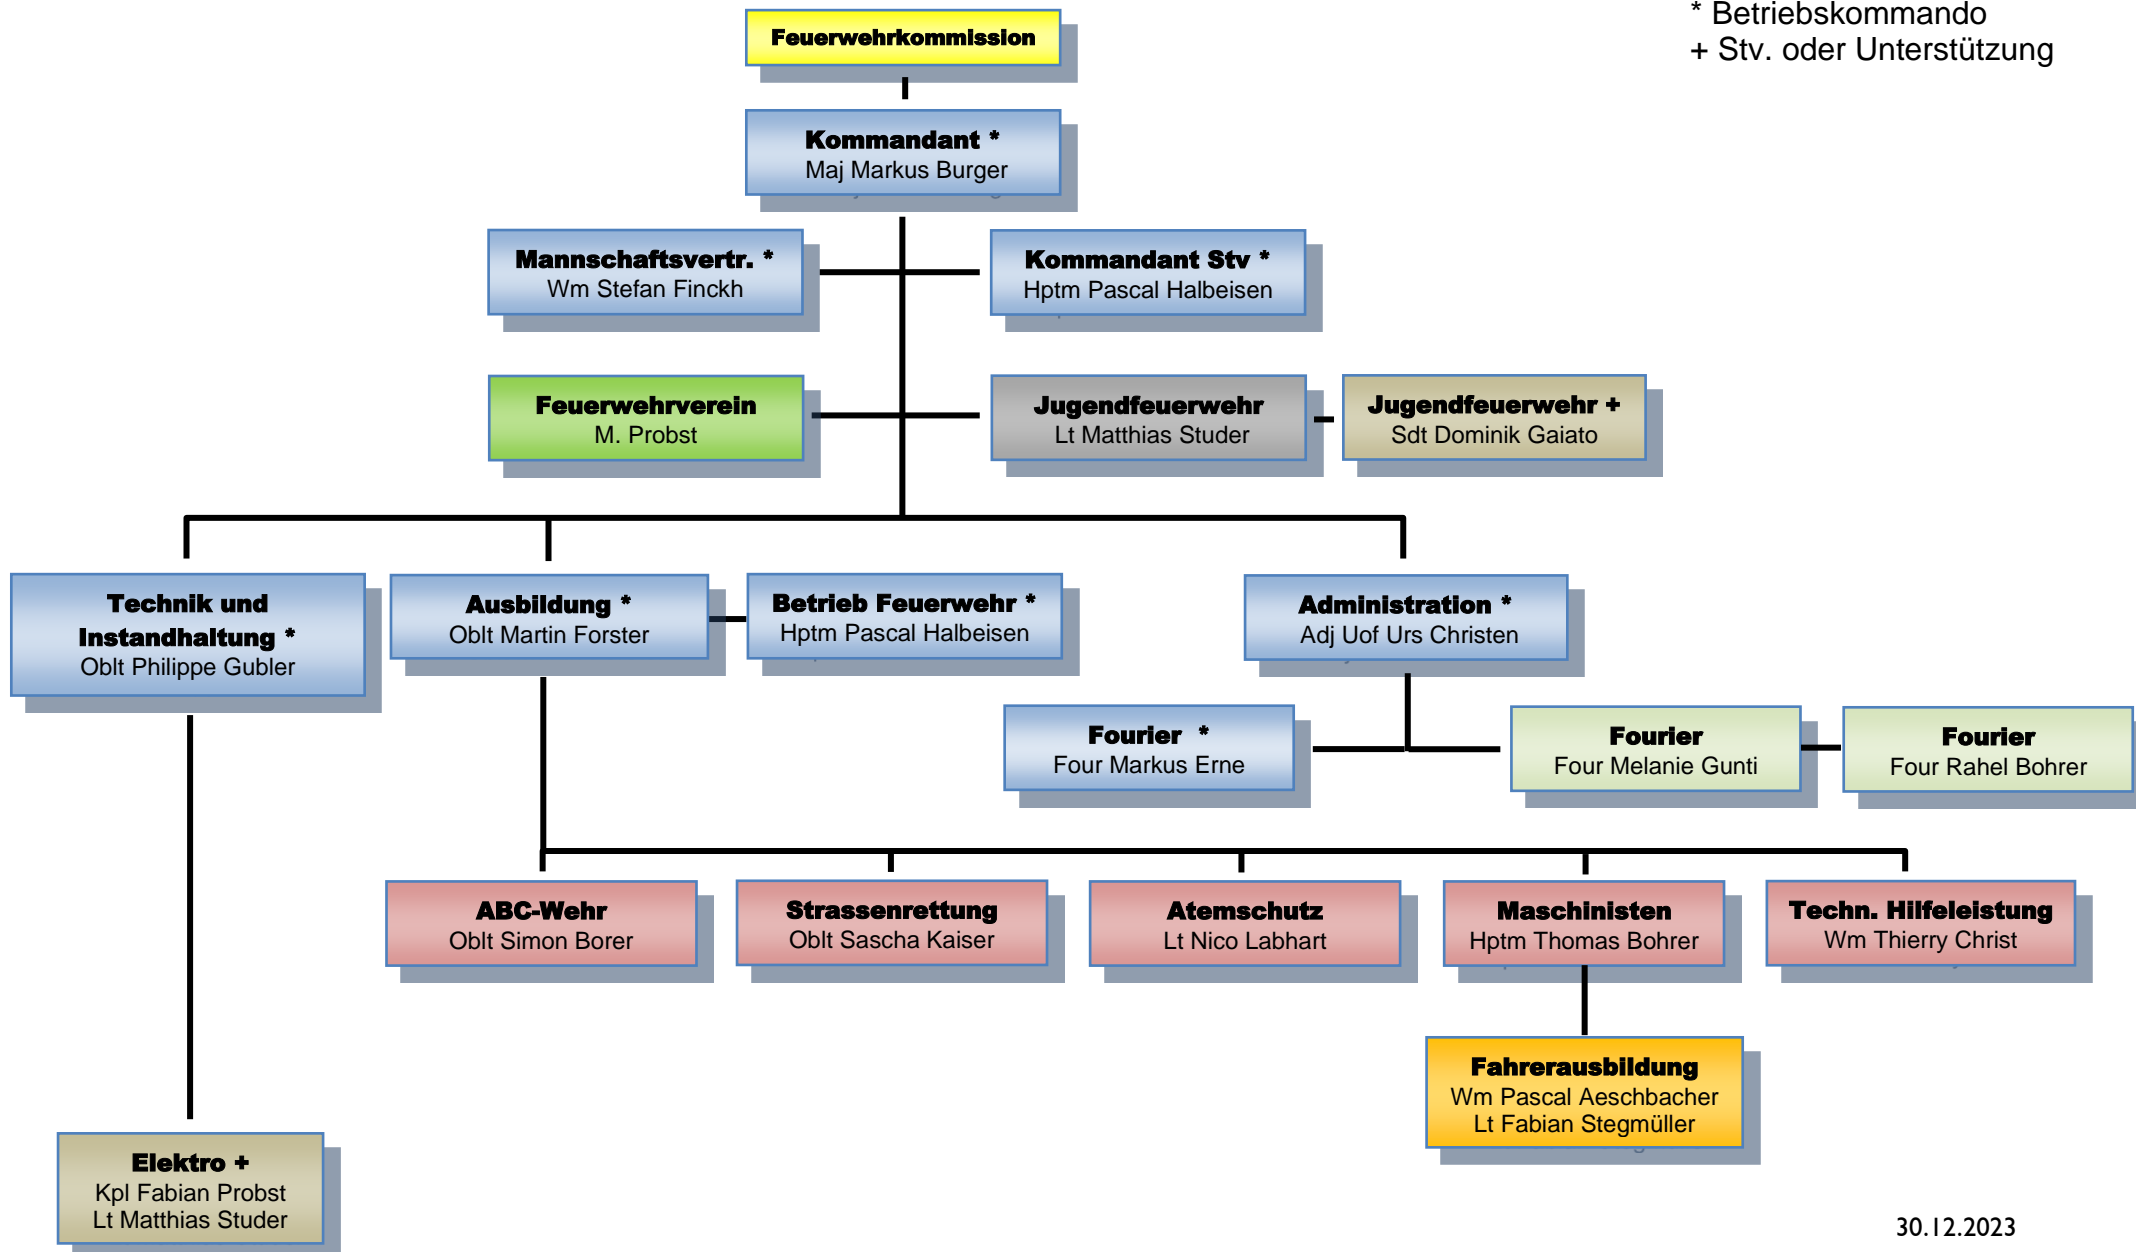 * Betriebskommando
+ Stv. oder Unterstützung
Feuerwehrkommission
Kommandant *
Maj Markus Burger
Mannschaftsvertr. *
Wm Stefan Finckh
Kommandant Stv *
Hptm Pascal Halbeisen
Feuerwehrverein
M. Probst
Jugendfeuerwehr
Lt Matthias Studer
Jugendfeuerwehr +
Sdt Dominik Gaiato
Technik und
Instandhaltung *
Oblt Philippe Gubler
Ausbildung *
Oblt Martin Forster
Betrieb Feuerwehr *
Hptm Pascal Halbeisen
Administration *
Adj Uof Urs Christen
Fourier *
Four Markus Erne
Fourier
Four Melanie Gunti
Fourier
Four Rahel Bohrer
ABC-Wehr
Oblt Simon Borer
Strassenrettung
Oblt Sascha Kaiser
Atemschutz
Lt Nico Labhart
Maschinisten
Hptm Thomas Bohrer
Techn. Hilfeleistung
Wm Thierry Christ
Fahrerausbildung
Wm Pascal Aeschbacher
Lt Fabian Stegmüller
Elektro +
Kpl Fabian Probst
Lt Matthias Studer
30.12.2023